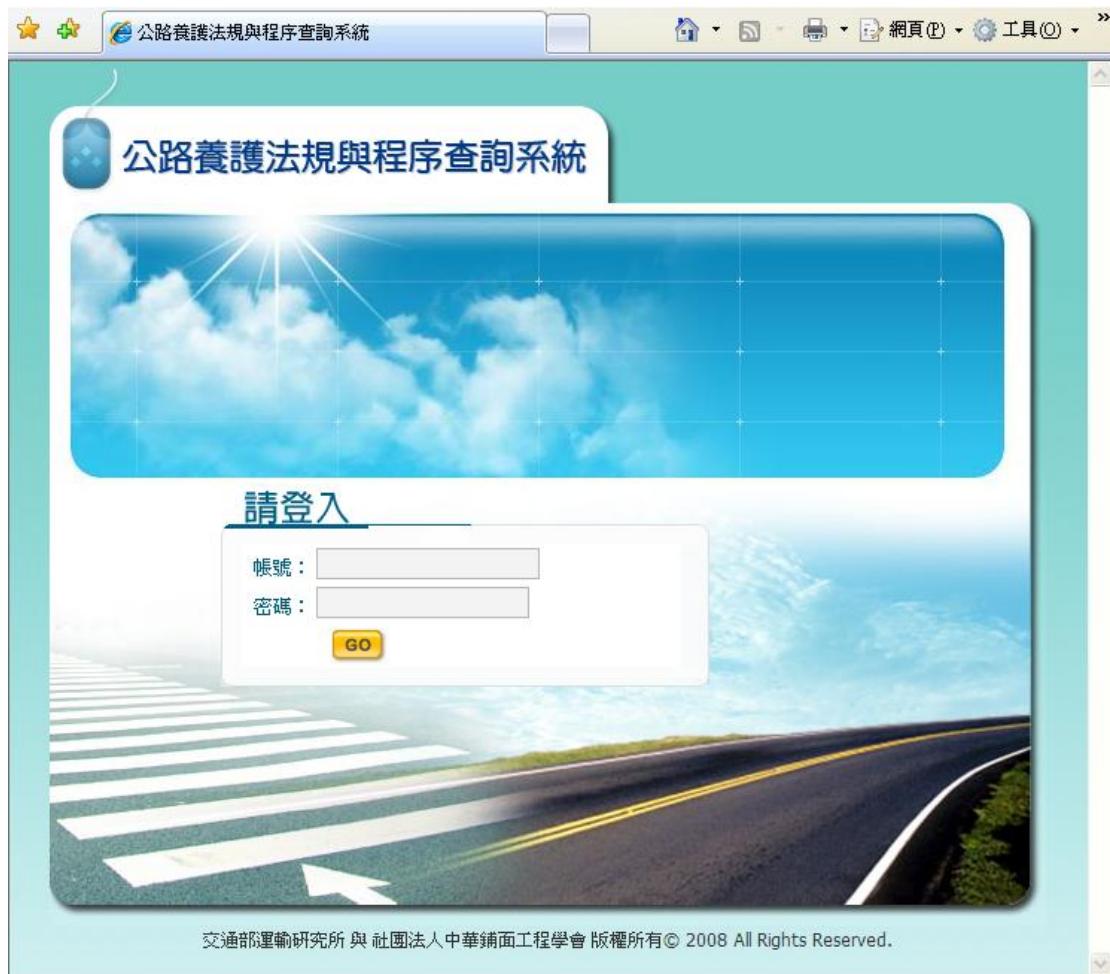 公路養護法規與程序查詢系統
網頁(P)
工具(O)
公路養護法規與程序查詢系統
請登入
帳號：
密碼：
GO
交通部運輸研究所 與 社團法人中華鋪面工程學會 版權所有© 2008 All Rights Reserved.